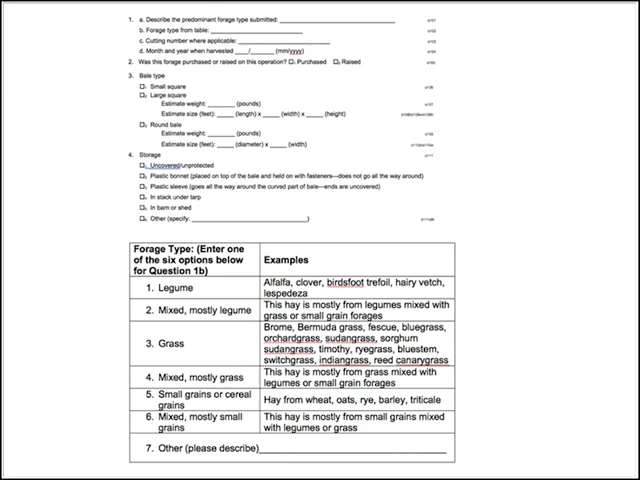 1. a. Describe the predominant forage type submitted: ____________________
b. Forage type from table: ____________________
c. Cutting number where applicable: ____________________
d. Month and year when harvested ____/______ (mm/yyyy)
2. Was this forage purchased or raised on this operation? ☐1 Purchased ☐2 Raised
3. Bale type
☐1 Small square
☐2 Large square
Estimate weight: _______ (pounds)
Estimate size (feet): _____ (length) x _____ (width) x _____ (height)
☐3 Round bale
Estimate weight: _______ (pounds)
Estimate size (feet): _____ (diameter) x _____ (width)
4. Storage
☐1 Uncovered/unprotected
☐2 Plastic bonnet (placed on top of the bale and held on with fasteners—does not go all the way around)
☐3 Plastic sleeve (goes all the way around the curved part of bale—ends are uncovered)
☐4 In stack under tarp
☐5 In barn or shed
☐6 Other (specify: ____________________)
Forage Type: (Enter one of the six options below for Question 1b) Examples
1. Legume Alfalfa, clover, birdsfoot trefoil, hairy vetch, lespedeza
2. Mixed, mostly legume This hay is mostly from legumes mixed with grass or small grain forages
3. Grass Brome, Bermuda grass, fescue, bluegrass, orchardgrass, sudangrass, sorghum sudangrass, timothy, ryegrass, bluestem, switchgrass, indiangrass, reed canarygrass
4. Mixed, mostly grass This hay is mostly from grass mixed with legumes or small grain forages
5. Small grains or cereal grains Hay from wheat, oats, rye, barley, triticale
6. Mixed, mostly small grains This hay is mostly from small grains mixed with legumes or grass
7. Other (please describe)____________________